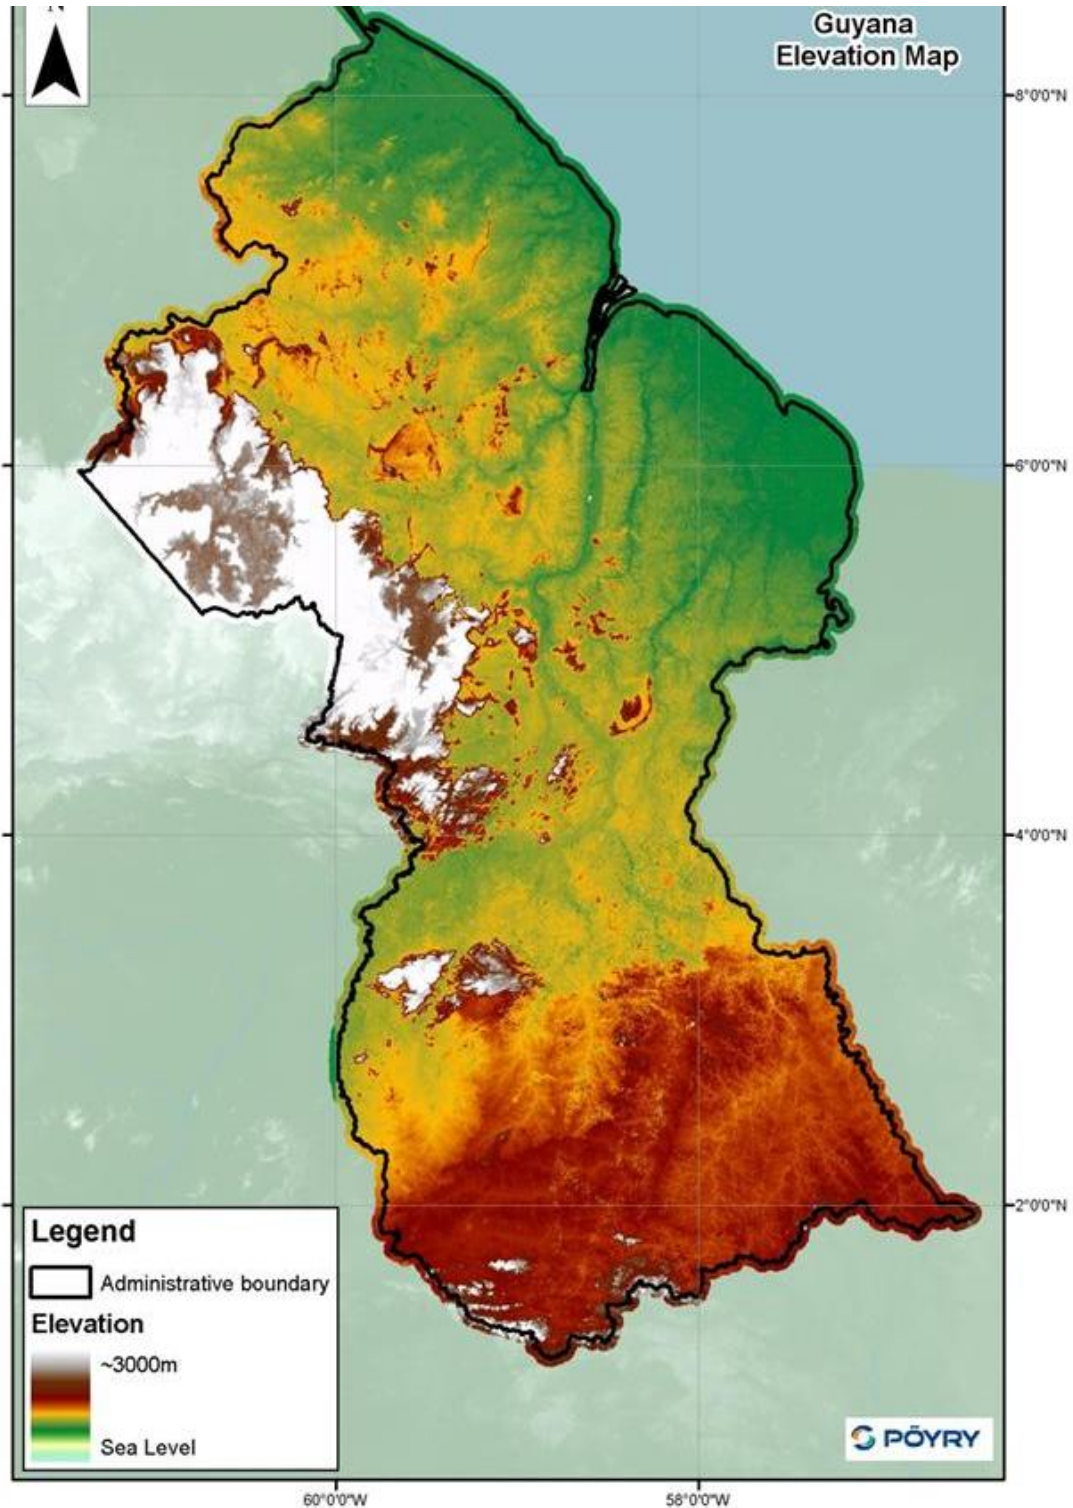 N
Guyana
Elevation Map
8°0'0"N
6°0'0"N
4°0'0"N
2°0'0"N
Legend
Administrative boundary
Elevation
~3000m
Sea Level
PÖYRY
60°0'0"W
58°0'0"W